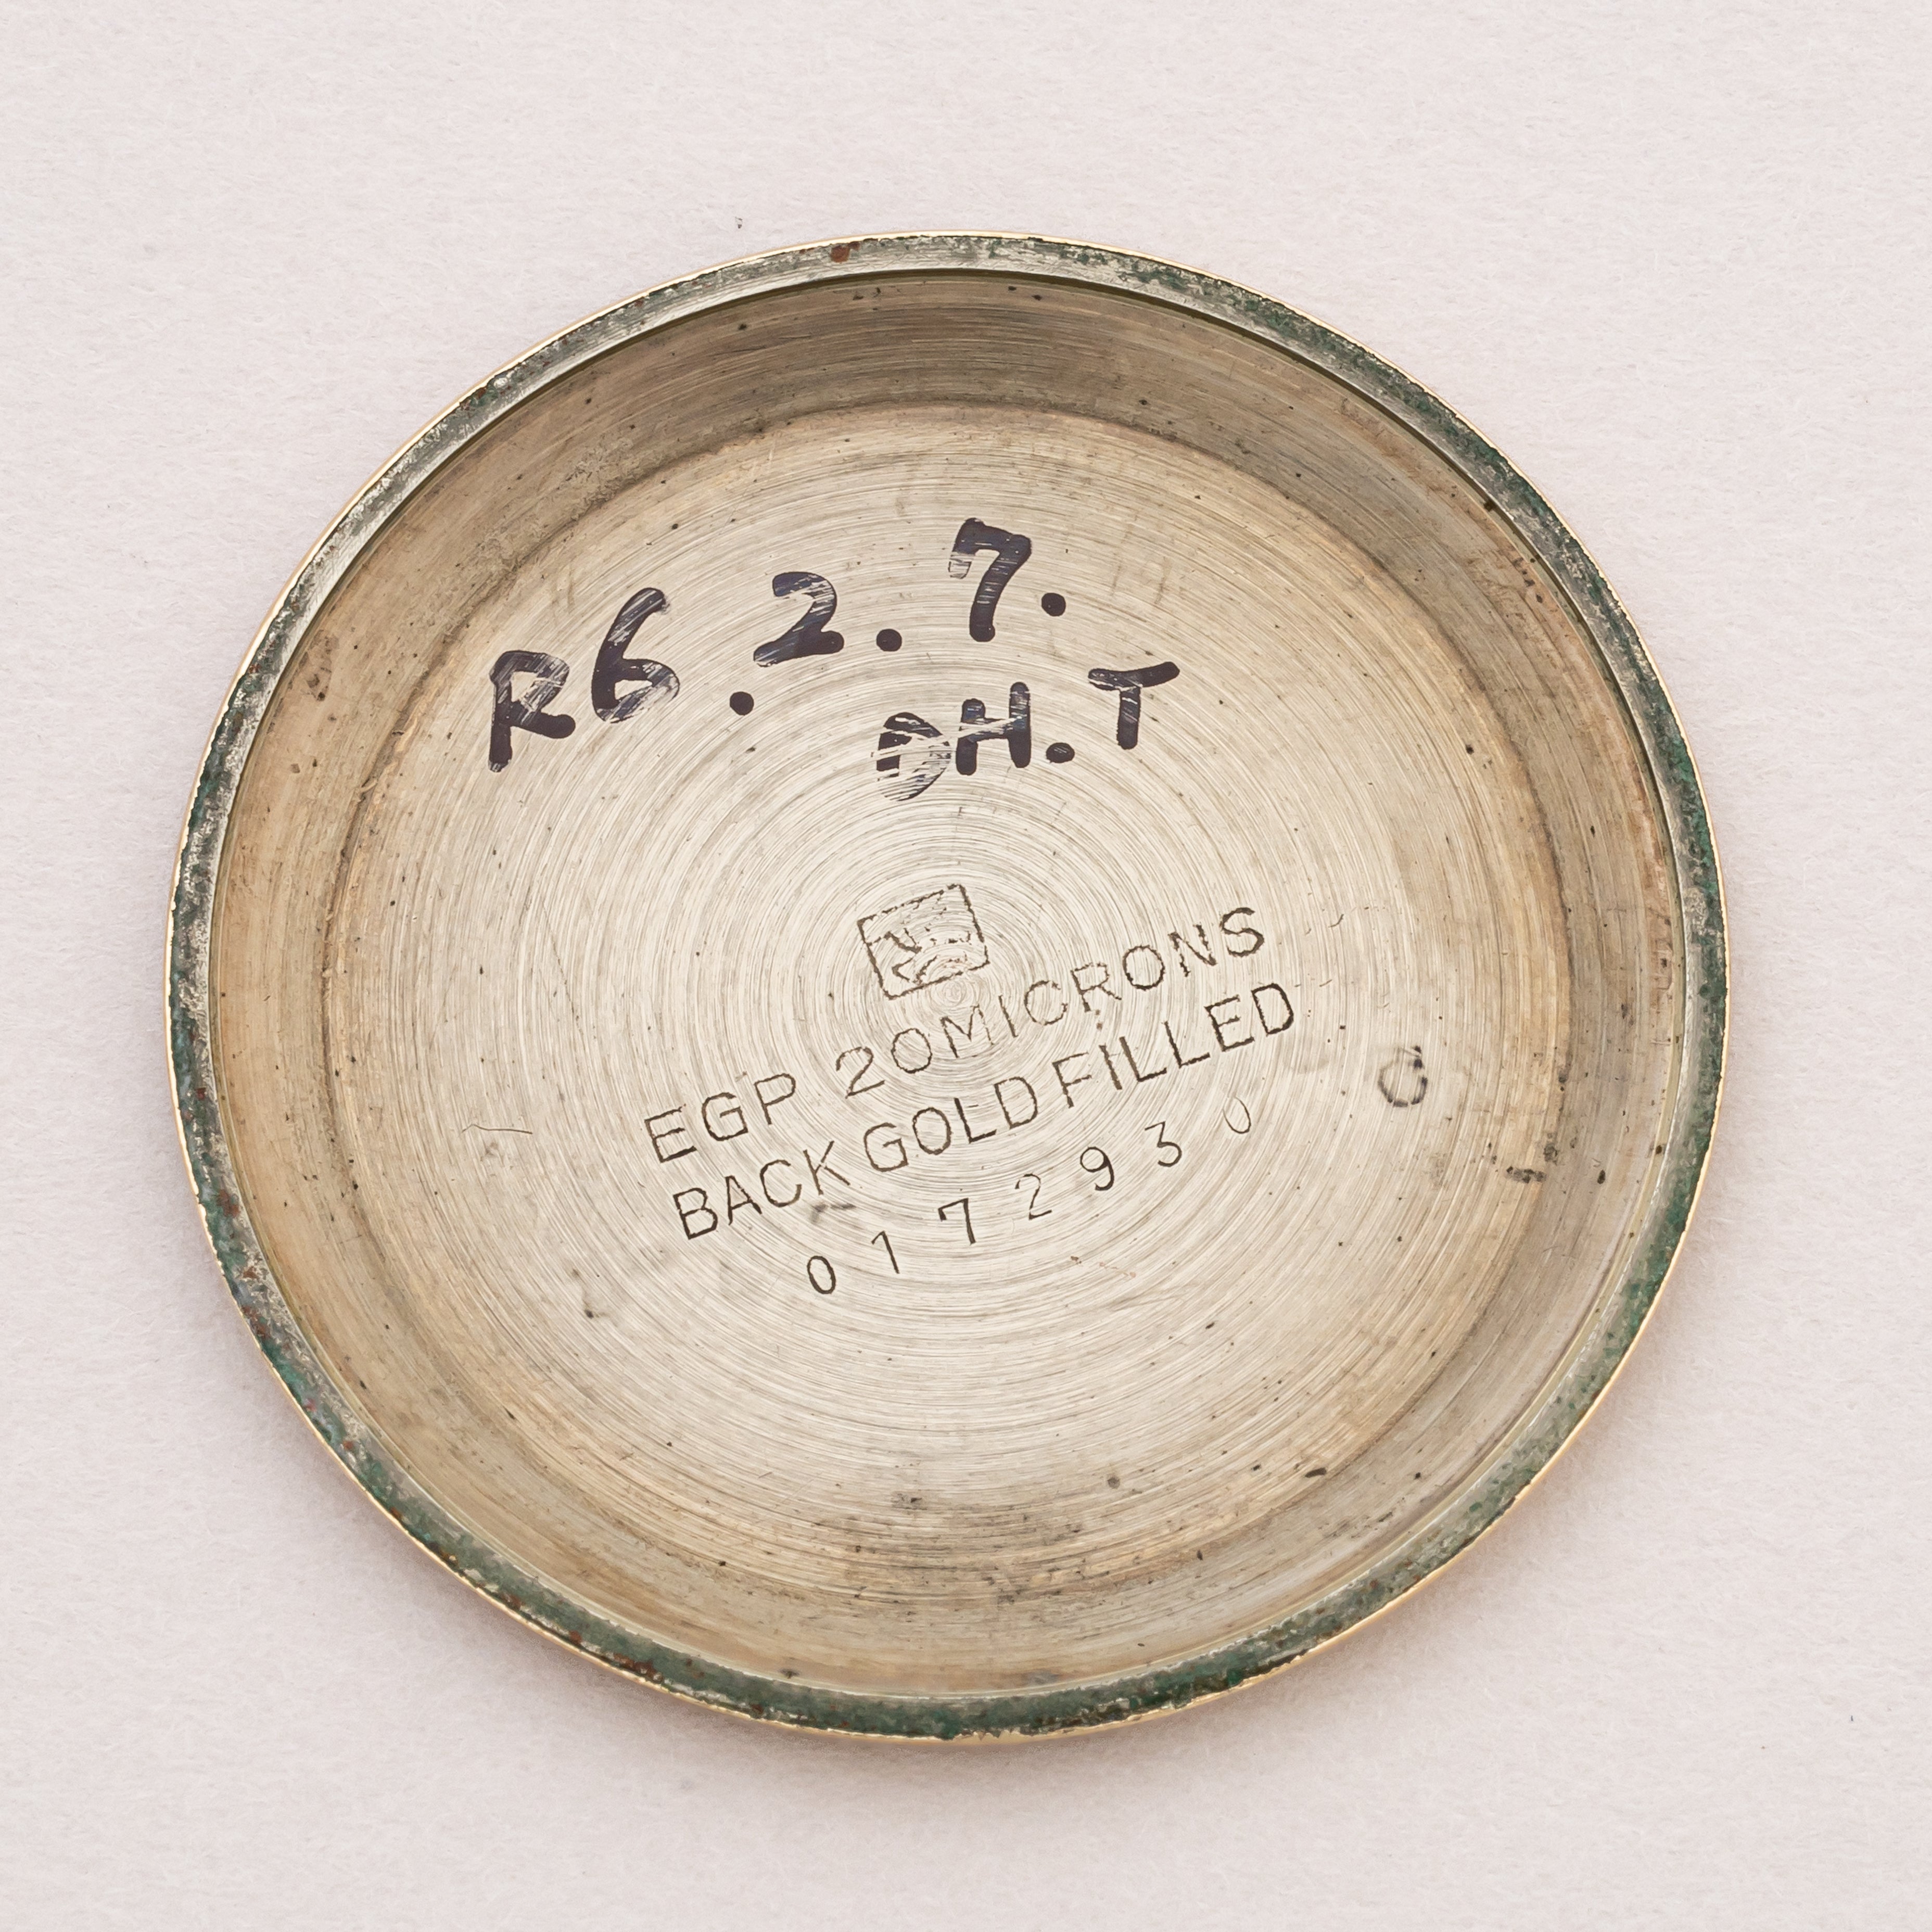 R6.2.7.
OH.T
EGP 20MICRONS
BACK GOLD FILLED
0172930